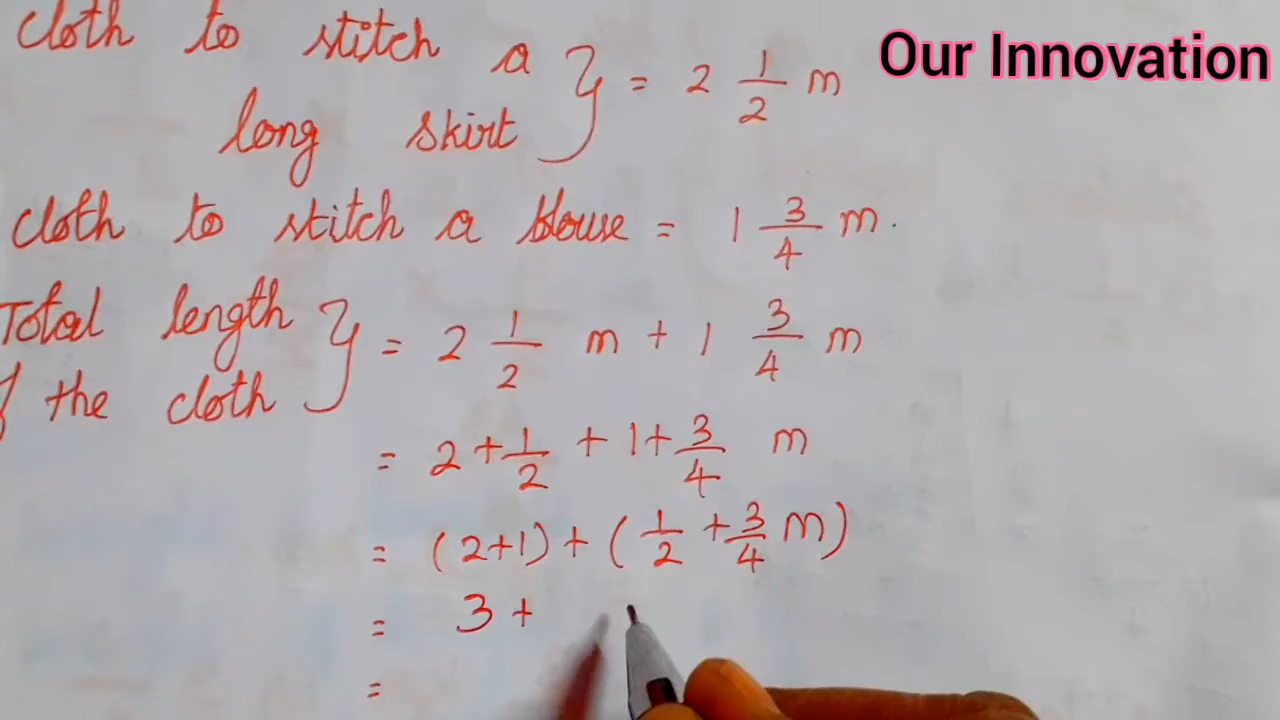 Our Innovation
cloth to stitch a
long skirt } = 2 1/2 m
cloth to stitch a blouse = 1 3/4 m.
Total length
f the cloth } = 2 1/2 m + 1 3/4 m
= 2 + 1/2 + 1 + 3/4 m
= (2+1) + (1/2 + 3/4 m)
= 3 +
=